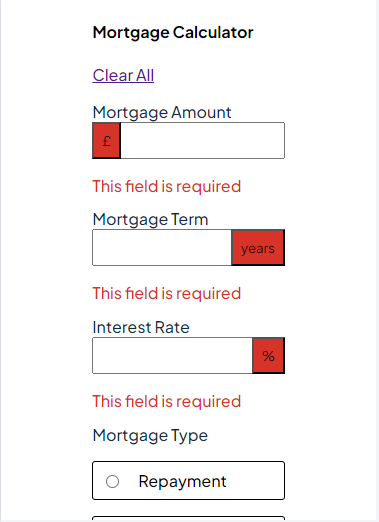 Mortgage Calculator
Clear All
Mortgage Amount
£
This field is required
Mortgage Term
years
This field is required
Interest Rate
%
This field is required
Mortgage Type
Repayment